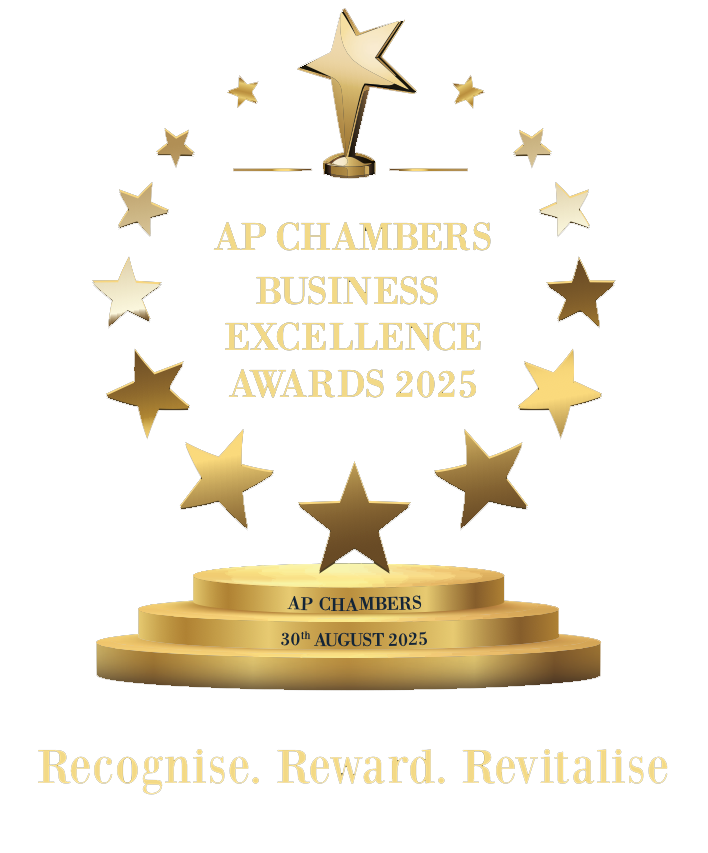 AP CHAMBERS
BUSINESS
EXCELLENCE
AWARDS 2025
AP CHAMBERS
30th AUGUST 2025
Recognise. Reward. Revitalise